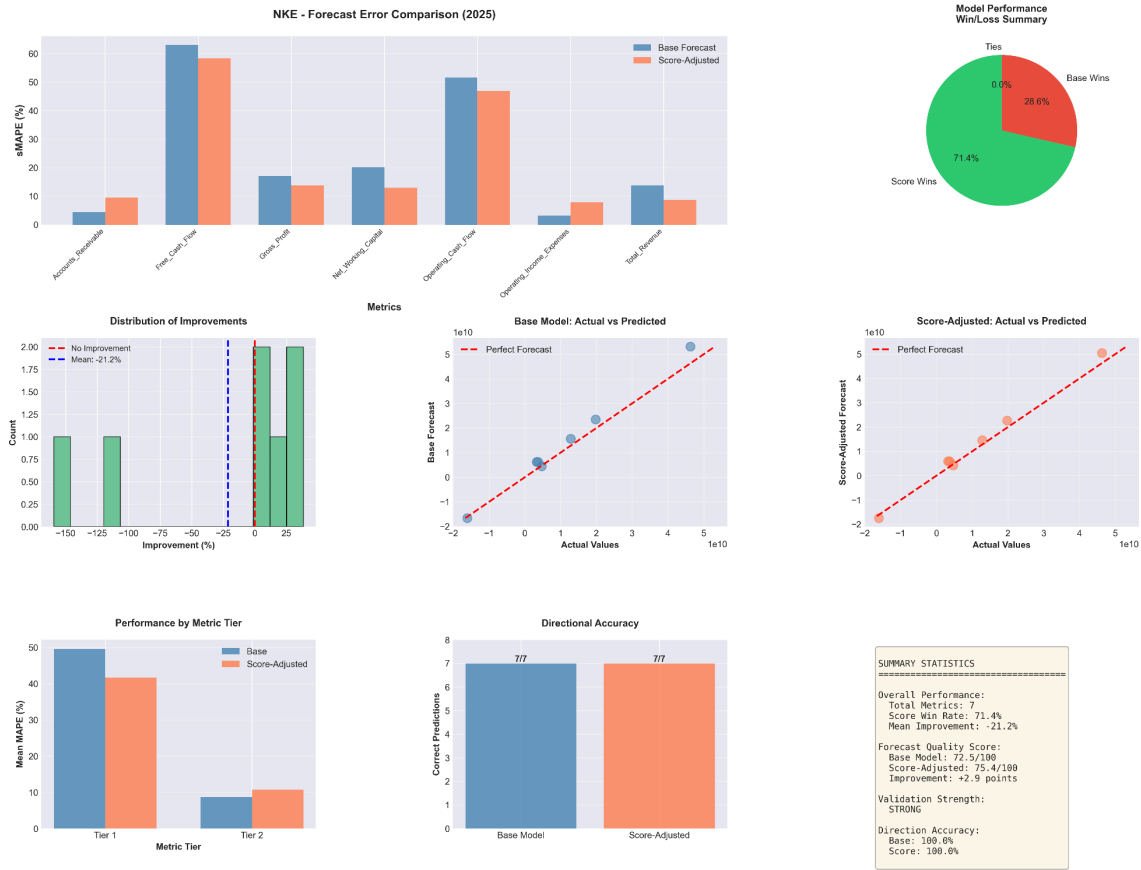 NKE - Forecast Error Comparison (2025)
sMAPE (%)
60
50
40
30
20
10
0
Base Forecast
Score-Adjusted
Accounts_Receivable
Free_Cash_Flow
Gross_Profit
Net_Working_Capital
Operating_Cash_Flow
Operating_Income_Expenses
Total_Revenue
Metrics
Model Performance
Win/Loss Summary
Ties
0.0%
Base Wins
28.6%
71.4%
Score Wins
Distribution of Improvements
Count
2.00
1.75
1.50
1.25
1.00
0.75
0.50
0.25
0.00
No Improvement
Mean: -21.2%
−150 −125 −100 −75 −50 −25 0 25
Improvement (%)
Base Model: Actual vs Predicted
1e10
Perfect Forecast
Base Forecast
5
4
3
2
1
0
−1
−2
−2 −1 0 1 2 3 4 5
Actual Values
1e10
Score-Adjusted: Actual vs Predicted
1e10
Perfect Forecast
Score-Adjusted Forecast
5
4
3
2
1
0
−1
−2
−2 −1 0 1 2 3 4 5
Actual Values
1e10
Performance by Metric Tier
Mean MAPE (%)
50
40
30
20
10
0
Base
Score-Adjusted
Tier 1 Tier 2
Metric Tier
Directional Accuracy
Correct Predictions
8
7
6
5
4
3
2
1
0
7/7 7/7
Base Model Score-Adjusted
SUMMARY STATISTICS
===================================
Overall Performance:
Total Metrics: 7
Score Win Rate: 71.4%
Mean Improvement: -21.2%
Forecast Quality Score:
Base Model: 72.5/100
Score-Adjusted: 75.4/100
Improvement: +2.9 points
Validation Strength:
STRONG
Direction Accuracy:
Base: 100.0%
Score: 100.0%